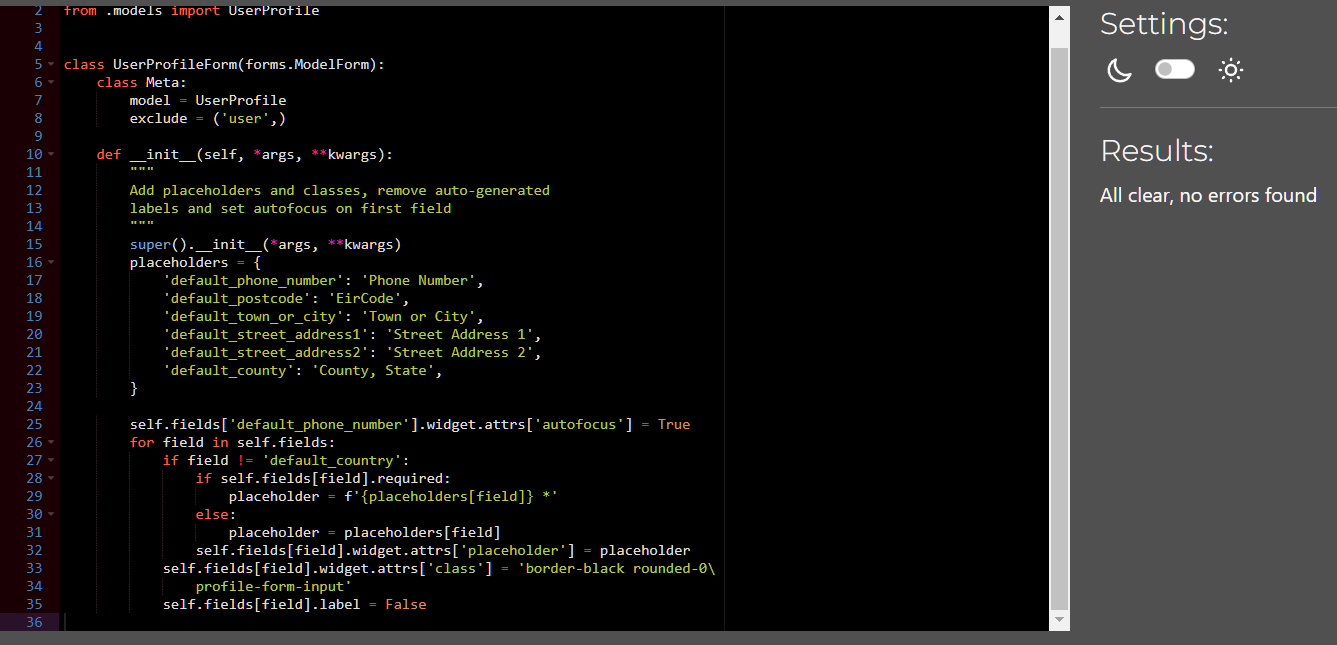 2 from .models import UserProfile
3
4
5 class UserProfileForm(forms.ModelForm):
6     class Meta:
7         model = UserProfile
8         exclude = ('user',)
9
10     def __init__(self, *args, **kwargs):
11         """
12         Add placeholders and classes, remove auto-generated
13         labels and set autofocus on first field
14         """
15         super().__init__(*args, **kwargs)
16         placeholders = {
17             'default_phone_number': 'Phone Number',
18             'default_postcode': 'EirCode',
19             'default_town_or_city': 'Town or City',
20             'default_street_address1': 'Street Address 1',
21             'default_street_address2': 'Street Address 2',
22             'default_county': 'County, State',
23         }
24
25         self.fields['default_phone_number'].widget.attrs['autofocus'] = True
26         for field in self.fields:
27             if field != 'default_country':
28                 if self.fields[field].required:
29                     placeholder = f'{placeholders[field]} *'
30                 else:
31                     placeholder = placeholders[field]
32                 self.fields[field].widget.attrs['placeholder'] = placeholder
33             self.fields[field].widget.attrs['class'] = 'border-black rounded-0\
34                 profile-form-input'
35             self.fields[field].label = False
36
Settings:
Results:
All clear, no errors found